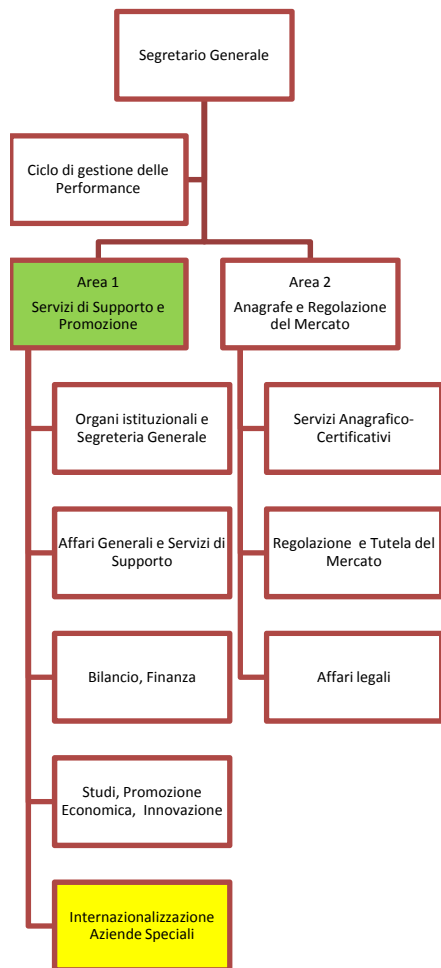 Segretario Generale
Ciclo di gestione delle
Performance
Area 1
Servizi di Supporto e
Promozione
Area 2
Anagrafe e Regolazione
del Mercato
Organi istituzionali e
Segreteria Generale
Affari Generali e Servizi di
Supporto
Bilancio, Finanza
Studi, Promozione
Economica, Innovazione
Internazionalizzazione
Aziende Speciali
Servizi Anagrafico-
Certificativi
Regolazione e Tutela del
Mercato
Affari legali